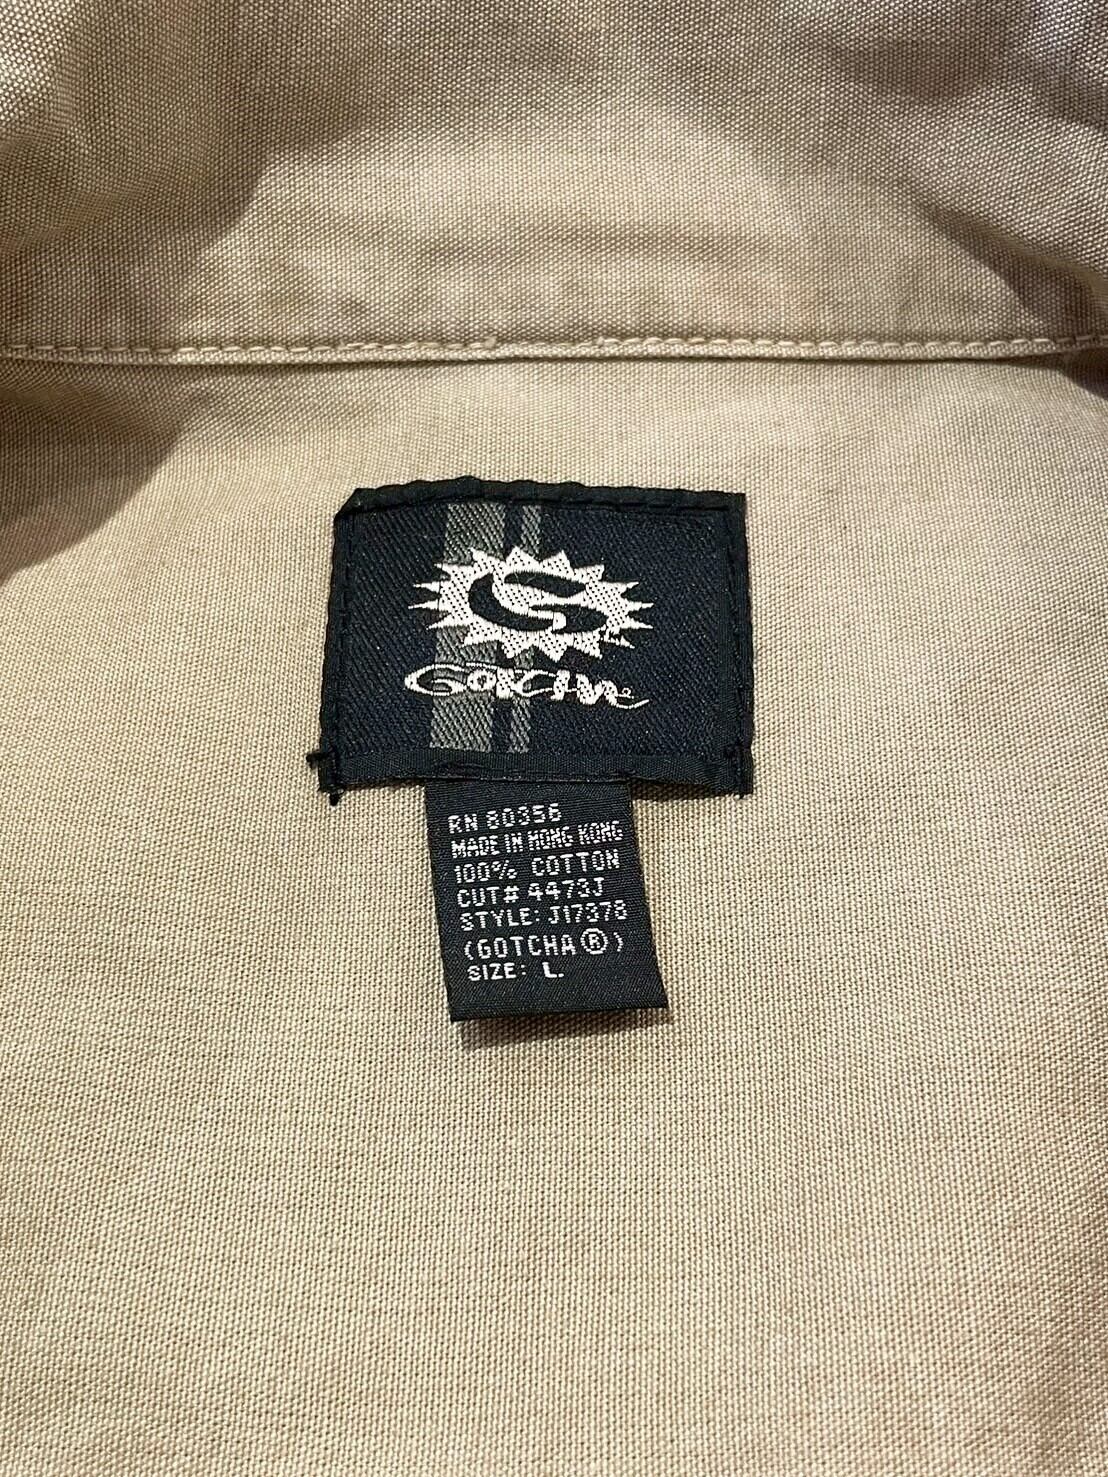 GOTCHA
RN 80356
MADE IN HONG KONG
100% COTTON
CUT# 4473J
STYLE: J17378
(GOTCHA®)
SIZE: L.